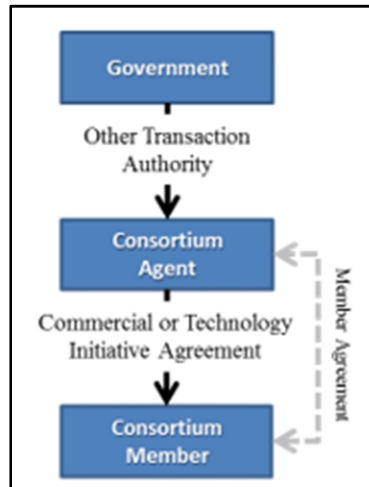 Government
Other Transaction
Authority
Consortium
Agent
Commercial or Technology
Initiative Agreement
Consortium
Member
Member Agreement